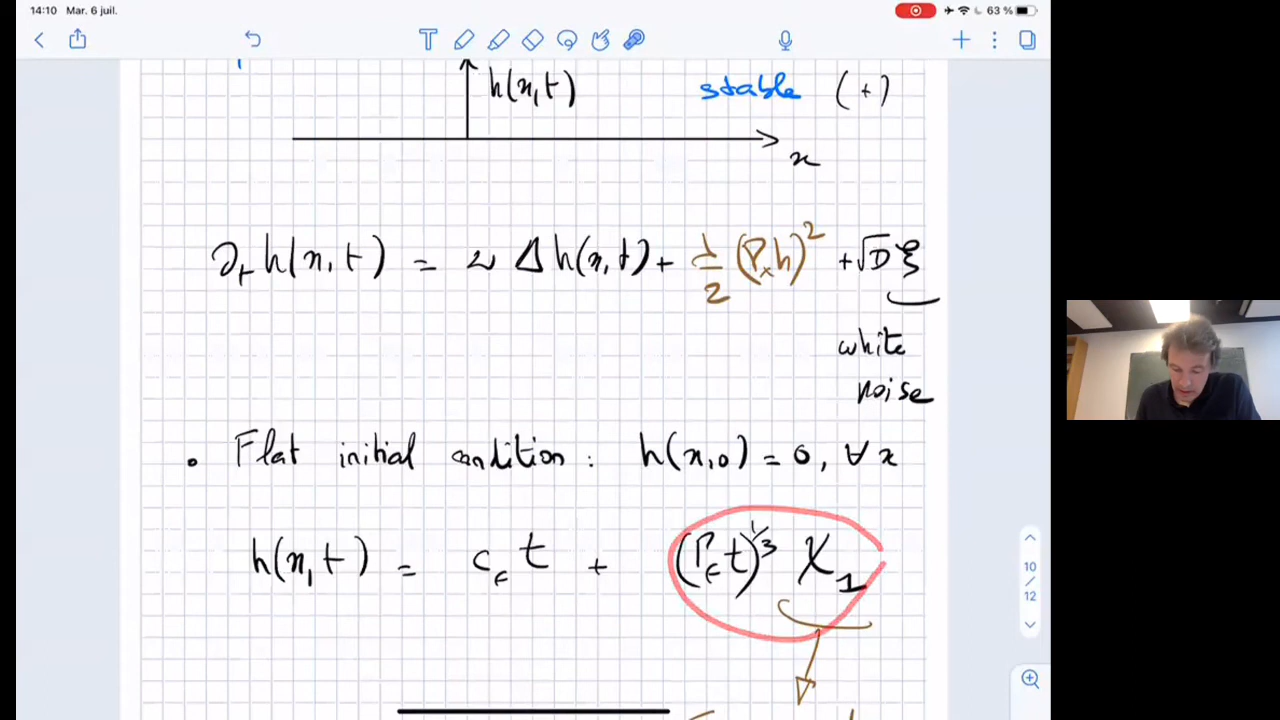 14:10 Mar. 6 juil.
63 %
h(x,t)
stable (+)
x
∂ₜh(x,t) = ν Δh(x,t) + λ/2 (∇ₓh)² + √D ξ
white
noise
• Flat initial condition : h(x,0) = 0, ∀x
h(x,t) = c_f t + (Γ_f t)^{1/3} χ₁
10
/
12